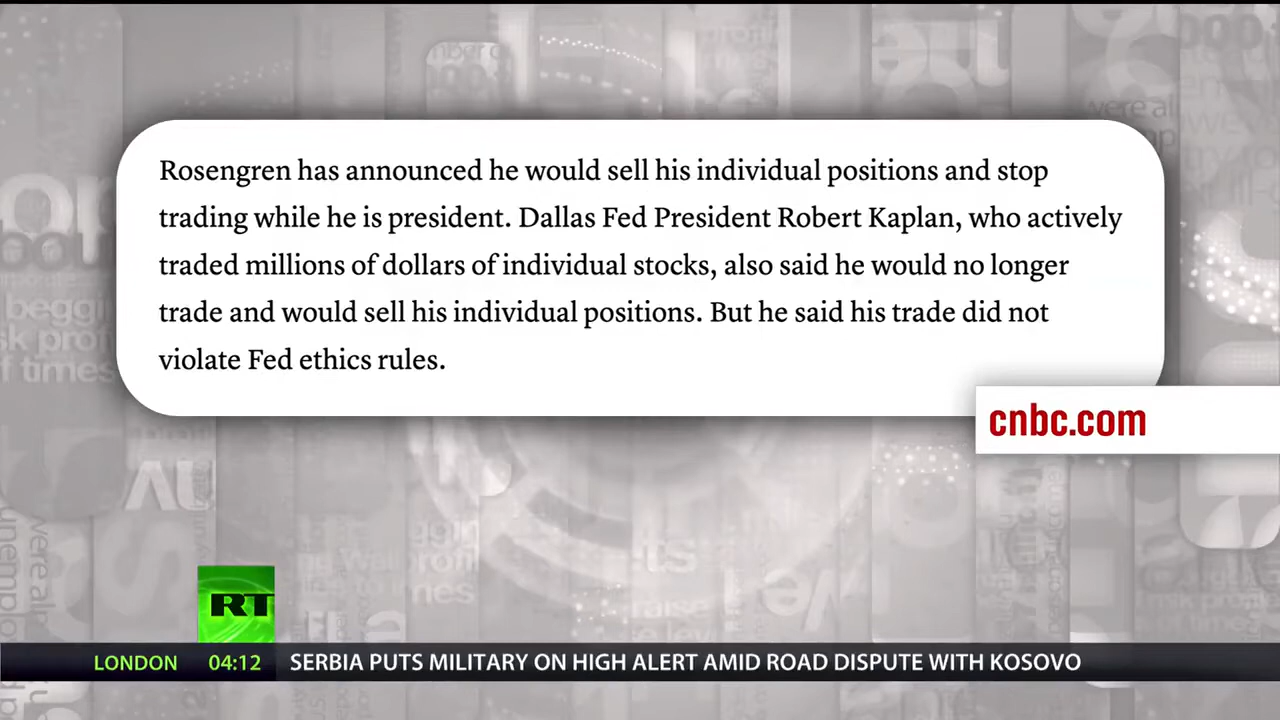 Rosengren has announced he would sell his individual positions and stop
trading while he is president. Dallas Fed President Robert Kaplan, who actively
traded millions of dollars of individual stocks, also said he would no longer
trade and would sell his individual positions. But he said his trade did not
violate Fed ethics rules.
cnbc.com
RT
LONDON 04:12 SERBIA PUTS MILITARY ON HIGH ALERT AMID ROAD DISPUTE WITH KOSOVO